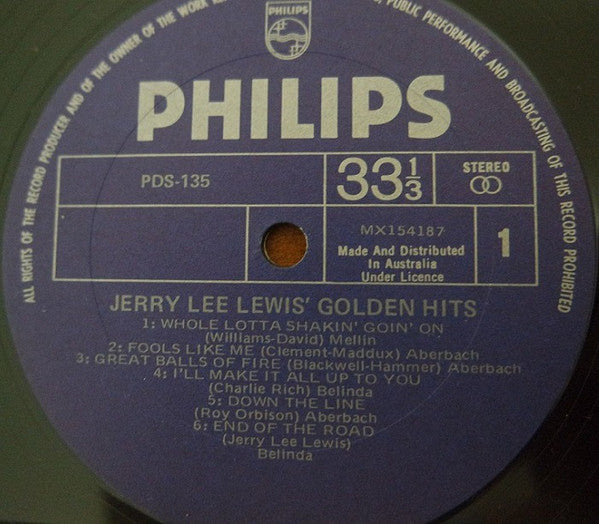 ALL RIGHTS OF THE RECORD PRODUCER AND OF THE OWNER OF THE WORK
PUBLIC PERFORMANCE AND BROADCASTING OF THIS RECORD PROHIBITED
PHILIPS
PHILIPS
PDS-135
33⅓
STEREO
MX154187
Made And Distributed
In Australia
Under Licence
1
JERRY LEE LEWIS' GOLDEN HITS
1: WHOLE LOTTA SHAKIN' GOIN' ON
(Williams-David) Mellin
2: FOOLS LIKE ME (Clement-Maddux) Aberbach
3: GREAT BALLS OF FIRE (Blackwell-Hammer) Aberbach
4: I'LL MAKE IT ALL UP TO YOU
(Charlie Rich) Belinda
5: DOWN THE LINE
(Roy Orbison) Aberbach
6: END OF THE ROAD
(Jerry Lee Lewis)
Belinda